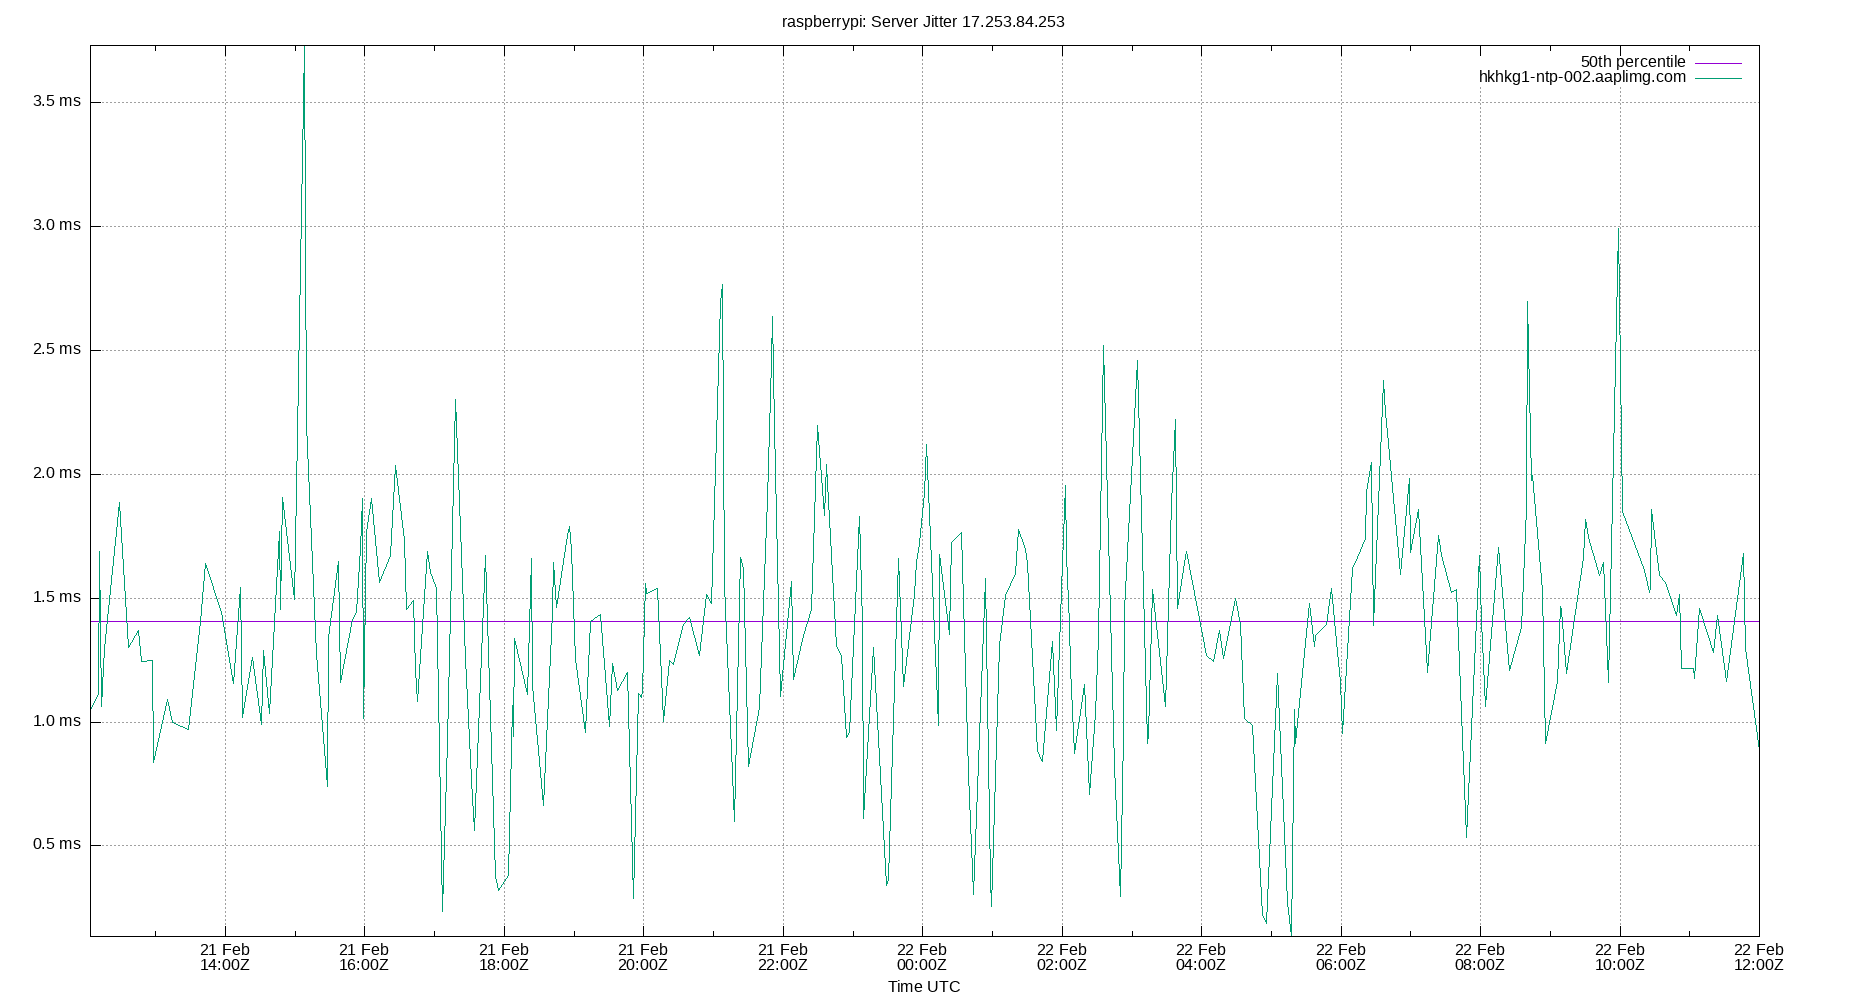 raspberrypi: Server Jitter 17.253.84.253
50th percentile
hkhkg1-ntp-002.aaplimg.com
3.5 ms
3.0 ms
2.5 ms
2.0 ms
1.5 ms
1.0 ms
0.5 ms
21 Feb 21 Feb 21 Feb 21 Feb 21 Feb 22 Feb 22 Feb 22 Feb 22 Feb 22 Feb 22 Feb 22 Feb
14:00Z 16:00Z 18:00Z 20:00Z 22:00Z 00:00Z 02:00Z 04:00Z 06:00Z 08:00Z 10:00Z 12:00Z
Time UTC